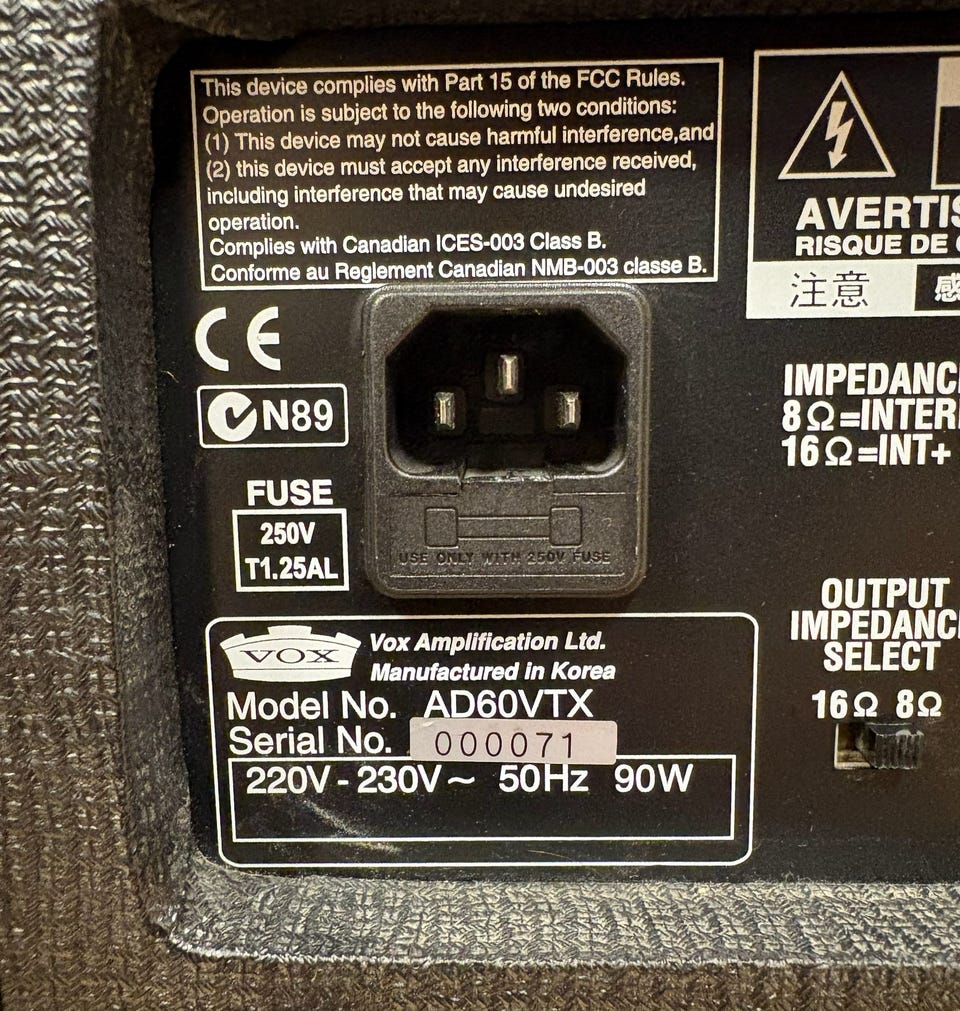 This device complies with Part 15 of the FCC Rules.
Operation is subject to the following two conditions:
(1) This device may not cause harmful interference,and
(2) this device must accept any interference received,
including interference that may cause undesired
operation.
Complies with Canadian ICES-003 Class B.
Conforme au Reglement Canadian NMB-003 classe B.
CE
N89
FUSE
250V
T1.25AL
USE ONLY WITH 250V FUSE
VOX
Vox Amplification Ltd.
Manufactured in Korea
Model No. AD60VTX
Serial No. 000071
220V - 230V ~ 50Hz 90W
AVERTIS
RISQUE DE
注意
感
IMPEDANC
8Ω=INTER
16Ω=INT+
OUTPUT
IMPEDANC
SELECT
16Ω 8Ω